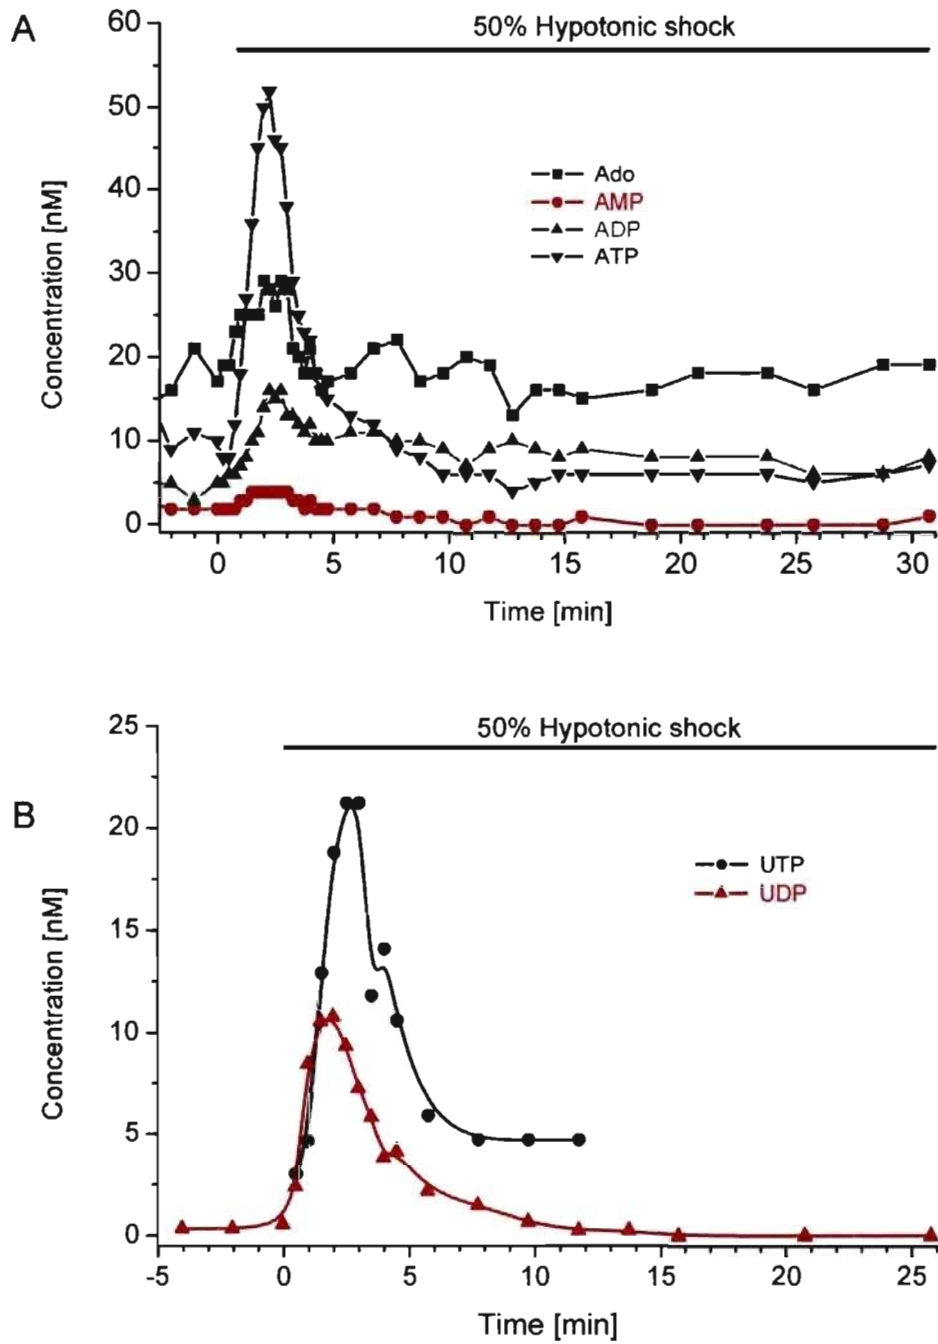 A
50% Hypotonic shock
60
50
40
30
20
10
0
Concentration [nM]
Ado
AMP
ADP
ATP
0 5 10 15 20 25 30
Time [min]
50% Hypotonic shock
B
25
20
15
10
5
0
Concentration [nM]
UTP
UDP
-5 0 5 10 15 20 25
Time [min]